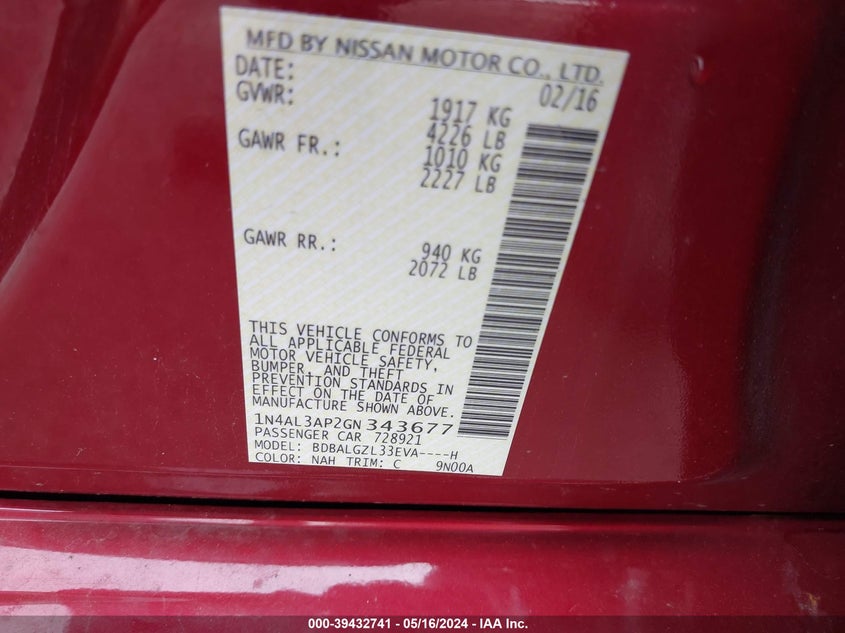 MFD BY NISSAN MOTOR CO., LTD.
DATE: 02/16
GVWR: 1917 KG
4226 LB
GAWR FR.: 1010 KG
2227 LB
GAWR RR.: 940 KG
2072 LB
THIS VEHICLE CONFORMS TO
ALL APPLICABLE FEDERAL
MOTOR VEHICLE SAFETY,
BUMPER, AND THEFT
PREVENTION STANDARDS IN
EFFECT ON THE DATE OF
MANUFACTURE SHOWN ABOVE.
1N4AL3AP2GN343677
PASSENGER CAR 728921
MODEL: BDBALGZL33EVA----H
COLOR: NAH TRIM: C 9N00A
000-39432741 - 05/16/2024 - IAA Inc.